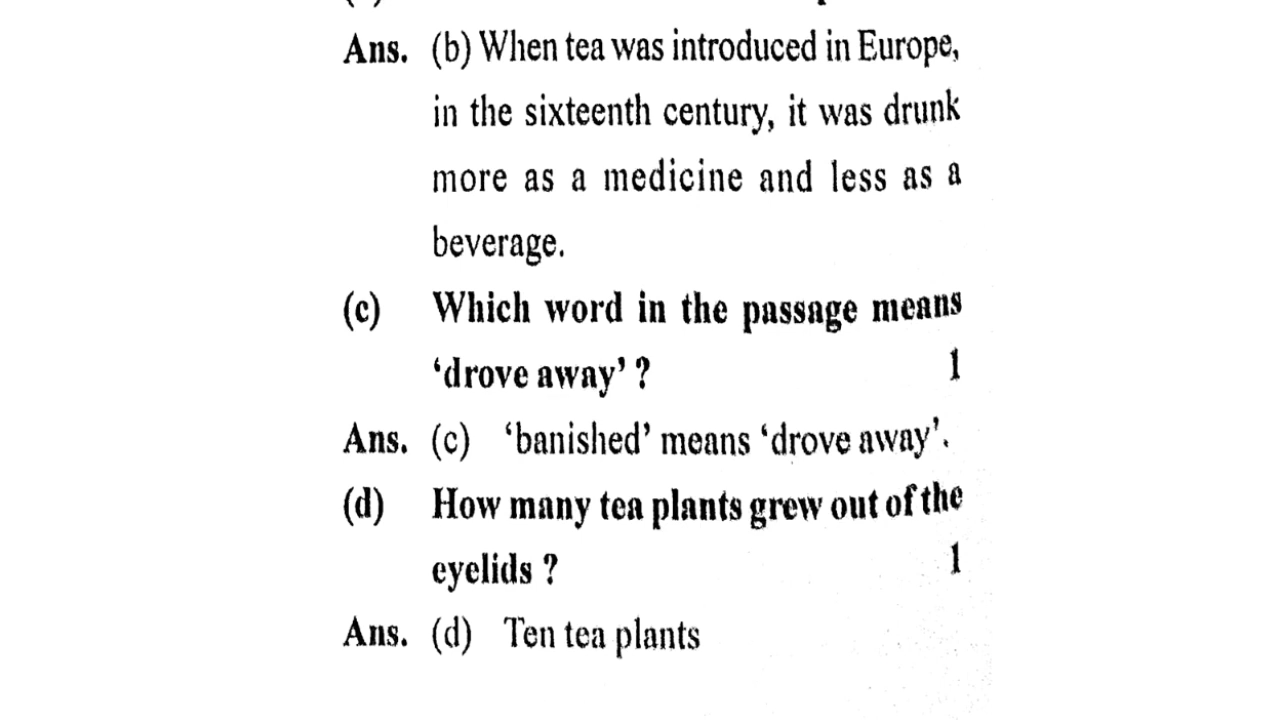 Ans. (b) When tea was introduced in Europe,
in the sixteenth century, it was drunk
more as a medicine and less as a
beverage.
(c) Which word in the passage means
‘drove away’ ? 1
Ans. (c) ‘banished’ means ‘drove away’.
(d) How many tea plants grew out of the
eyelids ? 1
Ans. (d) Ten tea plants